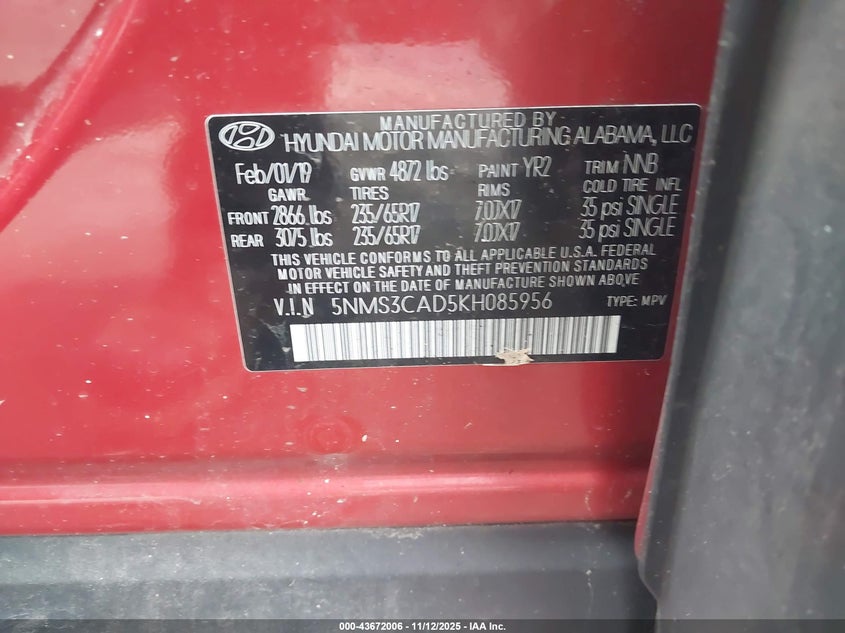 MANUFACTURED BY
HYUNDAI MOTOR MANUFACTURING ALABAMA, LLC
Feb/01/19 GVWR 4872 lbs PAINT YR2 TRIM NNB
GAWR TIRES RIMS COLD TIRE INFL
FRONT 2866 lbs 235/65R17 7.0JX17 35 psi SINGLE
REAR 3075 lbs 235/65R17 7.0JX17 35 psi SINGLE
THIS VEHICLE CONFORMS TO ALL APPLICABLE U.S.A. FEDERAL
MOTOR VEHICLE SAFETY AND THEFT PREVENTION STANDARDS
IN EFFECT ON THE DATE OF MANUFACTURE SHOWN ABOVE.
V.I.N 5NMS3CAD5KH085956 TYPE: MPV
000-43672006 - 11/12/2025 - IAA Inc.